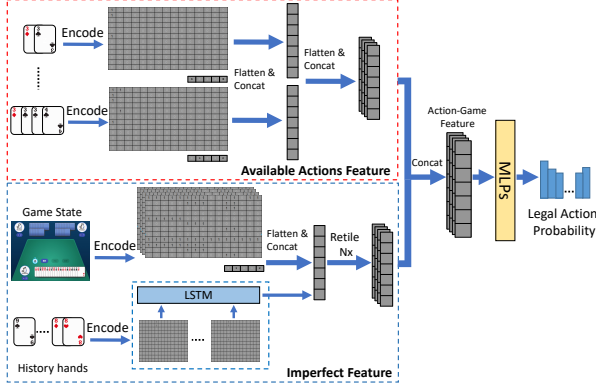 Encode
Flatten &
Concat
Flatten &
Concat
Encode
Available Actions Feature
Action-Game
Feature
Concat
MLPs
Legal Action
Probability
Game State
Encode
Flatten &
Concat
Retile
Nx
LSTM
Encode
History hands
Imperfect Feature